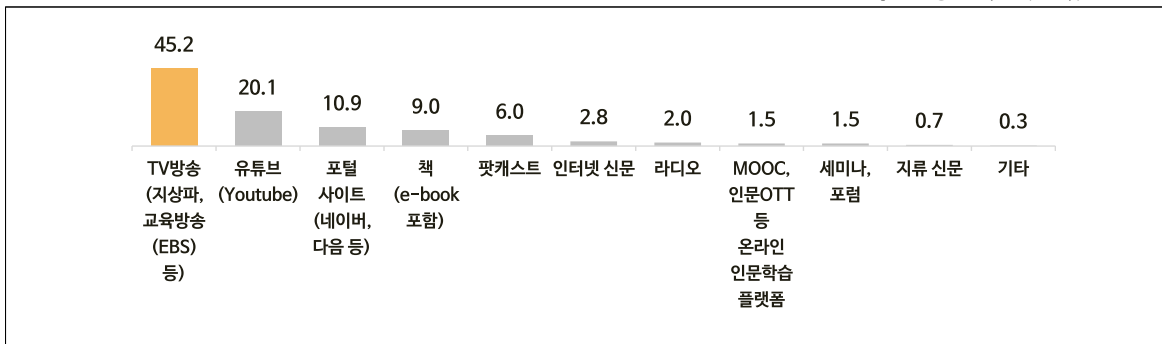 45.2
20.1
10.9
9.0
6.0
2.8
2.0
1.5
1.5
0.7
0.3
TV방송
(지상파,
교육방송
(EBS)
등)
유튜브
(Youtube)
포털
사이트
(네이버,
다음 등)
책
(e-book
포함)
팟캐스트
인터넷 신문
라디오
MOOC,
인문OTT
등
온라인
인문학습
플랫폼
세미나,
포럼
지류 신문
기타